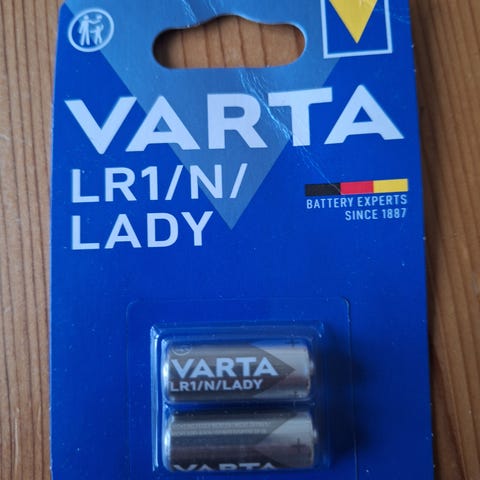 VARTA
LR1/N/
LADY
BATTERY EXPERTS
SINCE 1887
VARTA
LR1/N/LADY
VARTA